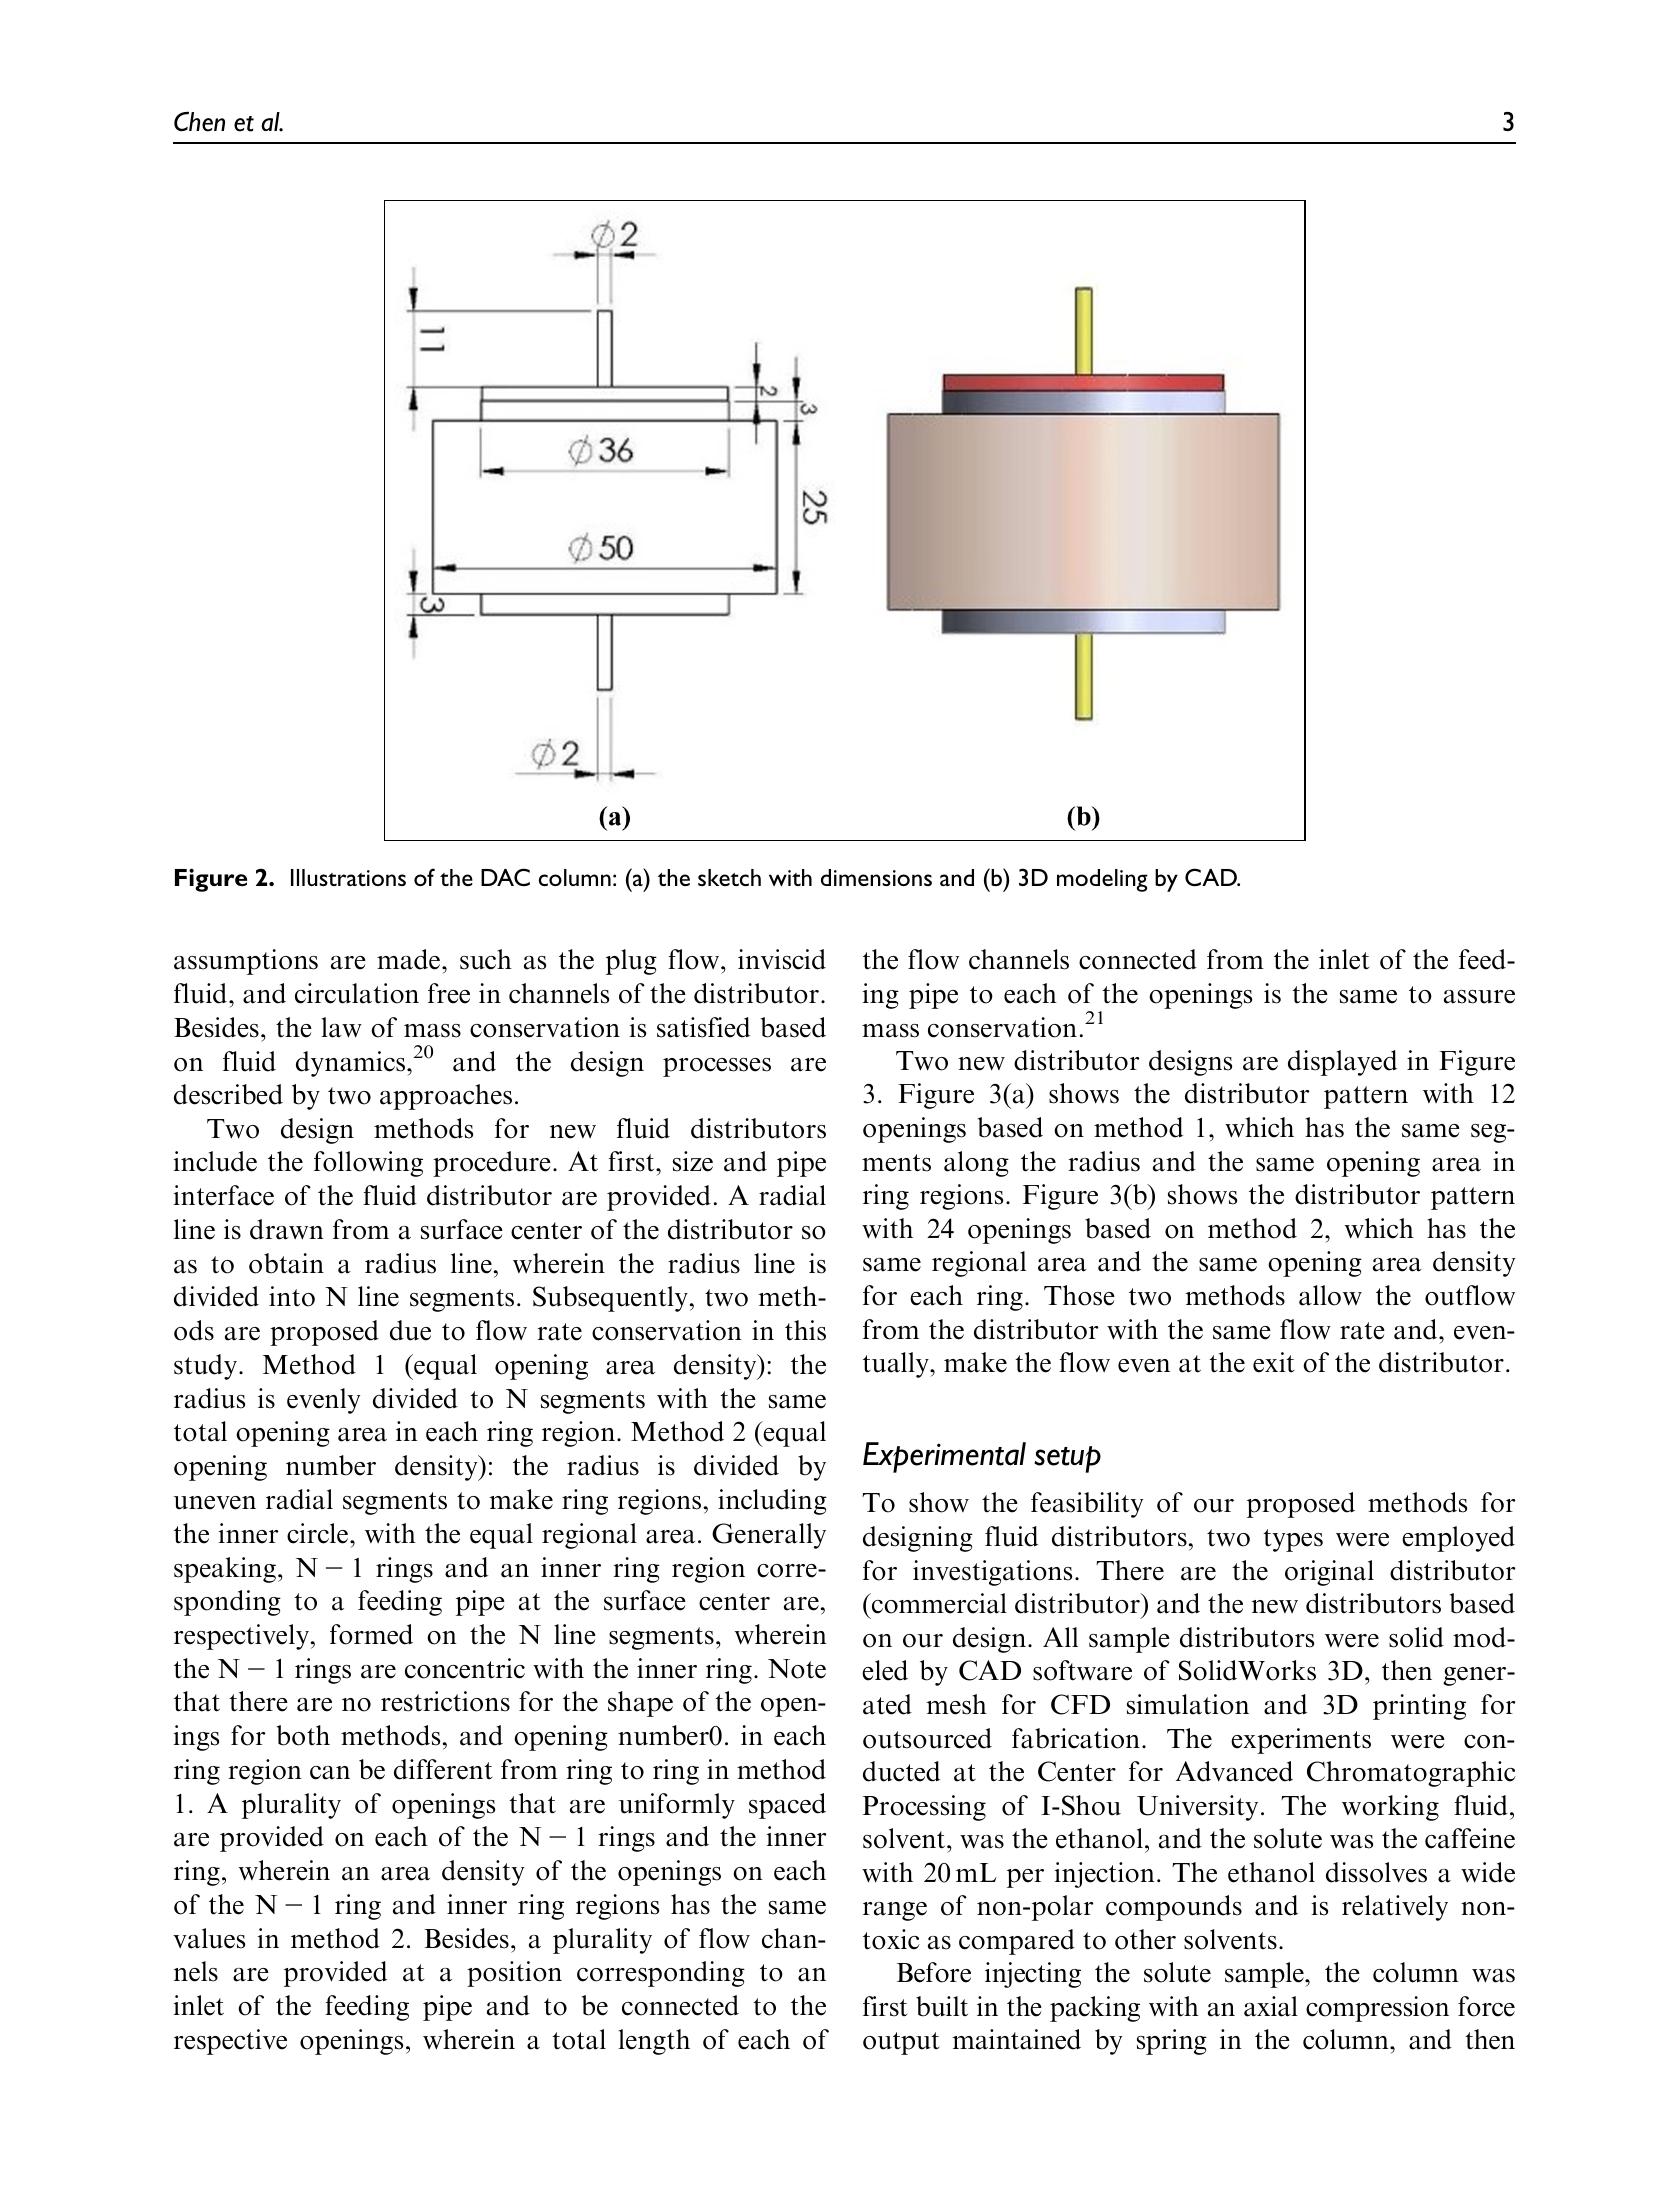 Chen et al.
3
∅2
11
2
3
∅36
25
∅50
3
∅2
(a)
(b)
Figure 2. Illustrations of the DAC column: (a) the sketch with dimensions and (b) 3D modeling by CAD.
assumptions are made, such as the plug flow, inviscid
fluid, and circulation free in channels of the distributor.
Besides, the law of mass conservation is satisfied based
on fluid dynamics,20 and the design processes are
described by two approaches.
Two design methods for new fluid distributors
include the following procedure. At first, size and pipe
interface of the fluid distributor are provided. A radial
line is drawn from a surface center of the distributor so
as to obtain a radius line, wherein the radius line is
divided into N line segments. Subsequently, two meth-
ods are proposed due to flow rate conservation in this
study. Method 1 (equal opening area density): the
radius is evenly divided to N segments with the same
total opening area in each ring region. Method 2 (equal
opening number density): the radius is divided by
uneven radial segments to make ring regions, including
the inner circle, with the equal regional area. Generally
speaking, N − 1 rings and an inner ring region corre-
sponding to a feeding pipe at the surface center are,
respectively, formed on the N line segments, wherein
the N − 1 rings are concentric with the inner ring. Note
that there are no restrictions for the shape of the open-
ings for both methods, and opening number0. in each
ring region can be different from ring to ring in method
1. A plurality of openings that are uniformly spaced
are provided on each of the N − 1 rings and the inner
ring, wherein an area density of the openings on each
of the N − 1 ring and inner ring regions has the same
values in method 2. Besides, a plurality of flow chan-
nels are provided at a position corresponding to an
inlet of the feeding pipe and to be connected to the
respective openings, wherein a total length of each of
the flow channels connected from the inlet of the feed-
ing pipe to each of the openings is the same to assure
mass conservation.21
Two new distributor designs are displayed in Figure
3. Figure 3(a) shows the distributor pattern with 12
openings based on method 1, which has the same seg-
ments along the radius and the same opening area in
ring regions. Figure 3(b) shows the distributor pattern
with 24 openings based on method 2, which has the
same regional area and the same opening area density
for each ring. Those two methods allow the outflow
from the distributor with the same flow rate and, even-
tually, make the flow even at the exit of the distributor.
Experimental setup
To show the feasibility of our proposed methods for
designing fluid distributors, two types were employed
for investigations. There are the original distributor
(commercial distributor) and the new distributors based
on our design. All sample distributors were solid mod-
eled by CAD software of SolidWorks 3D, then gener-
ated mesh for CFD simulation and 3D printing for
outsourced fabrication. The experiments were con-
ducted at the Center for Advanced Chromatographic
Processing of I-Shou University. The working fluid,
solvent, was the ethanol, and the solute was the caffeine
with 20 mL per injection. The ethanol dissolves a wide
range of non-polar compounds and is relatively non-
toxic as compared to other solvents.
Before injecting the solute sample, the column was
first built in the packing with an axial compression force
output maintained by spring in the column, and then